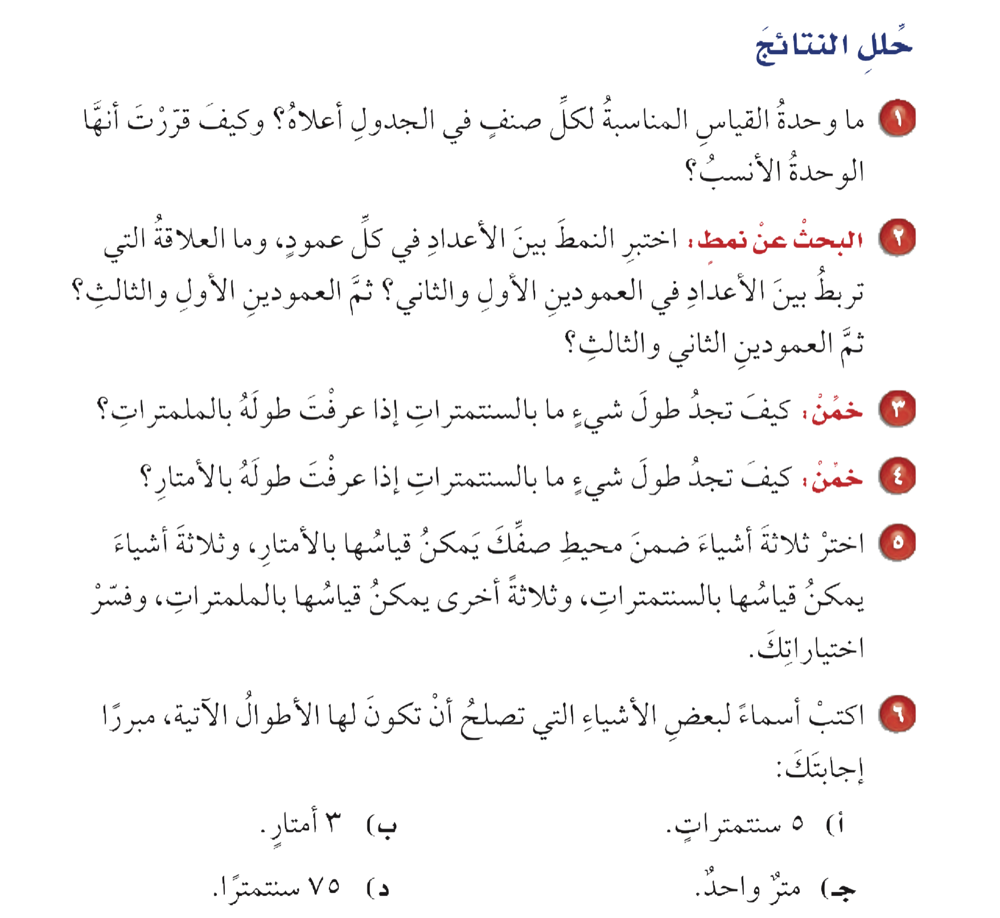 حِّللِ النتائجَ
١ ما وحدةُ القياسِ المناسبةُ لكلِّ صنفٍ في الجدولِ أعلاهُ؟ وكيفَ قرّرْتَ أنهَّا
الوحدةُ الأنسبُ؟
٢ البحثْ عنْ نمطٍ: اختبرِ النمطَ بينَ الأعدادِ في كلِّ عمودٍ، وما العلاقةُ التي
تربطُ بينَ الأعدادِ في العمودينِ الأولِ والثاني؟ ثمَّ العمودينِ الأولِ والثالثِ؟
ثمَّ العمودينِ الثاني والثالثِ؟
٣ خمِّنْ: كيفَ تجدُ طولَ شيءٍ ما بالسنتمتراتِ إذا عرفْتَ طولَهُ بالملمتراتِ؟
٤ خمِّنْ: كيفَ تجدُ طولَ شيءٍ ما بالسنتمتراتِ إذا عرفْتَ طولَهُ بالأمتارِ؟
٥ اخترْ ثلاثةَ أشياءَ ضمنَ محيطِ صفِّكَ يَمكنُ قياسُها بالأمتارِ، وثلاثةَ أشياءَ
يمكنُ قياسُها بالسنتمتراتِ، وثلاثةً أخرى يمكنُ قياسُها بالملمتراتِ، وفسّرْ
اختياراتِكَ.
٦ اكتبْ أسماءً لبعضِ الأشياءِ التي تصلحُ أنْ تكونَ لها الأطوالُ الآتية، مبررًا
إجابتَكَ:
أ) ٥ سنتمتراتٍ. ب) ٣ أمتارٍ.
جـ) مترٌ واحدٌ. د) ٧٥ سنتمترًا.